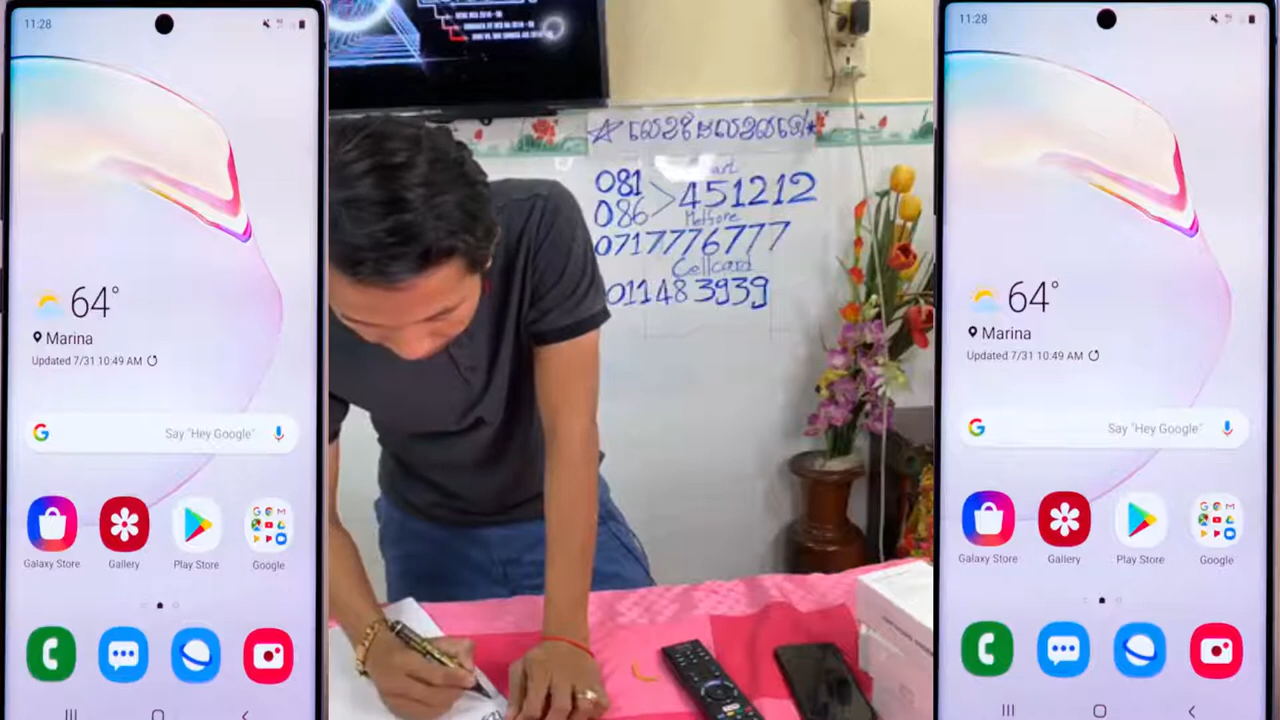 11:28
64°
Marina
Updated 7/31 10:49 AM
Say "Hey Google"
Galaxy Store
Gallery
Play Store
Google
081
086
451212
Metfone
0717776777
Cellcard
011483939
11:28
64°
Marina
Updated 7/31 10:49 AM
Say "Hey Google"
Galaxy Store
Gallery
Play Store
Google